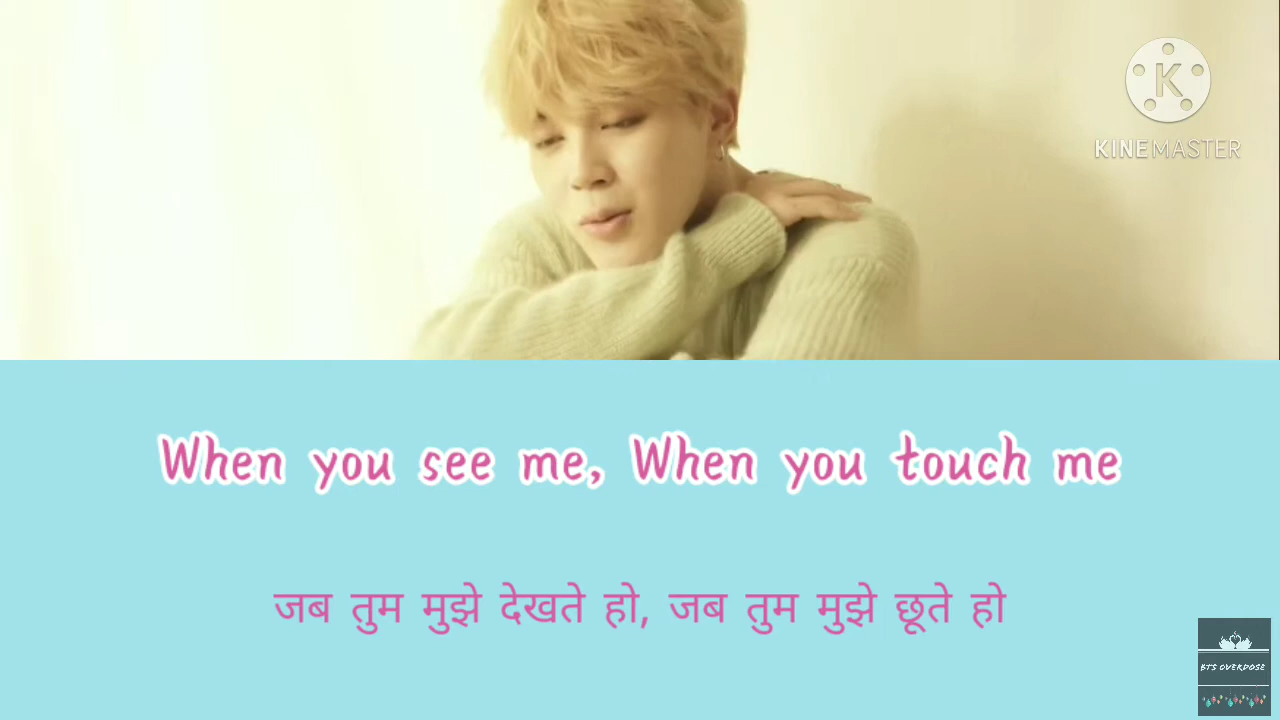 K
KINEMASTER
When you see me, When you touch me
जब तुम मुझे देखते हो, जब तुम मुझे छूते हो
BTS OVERDOSE